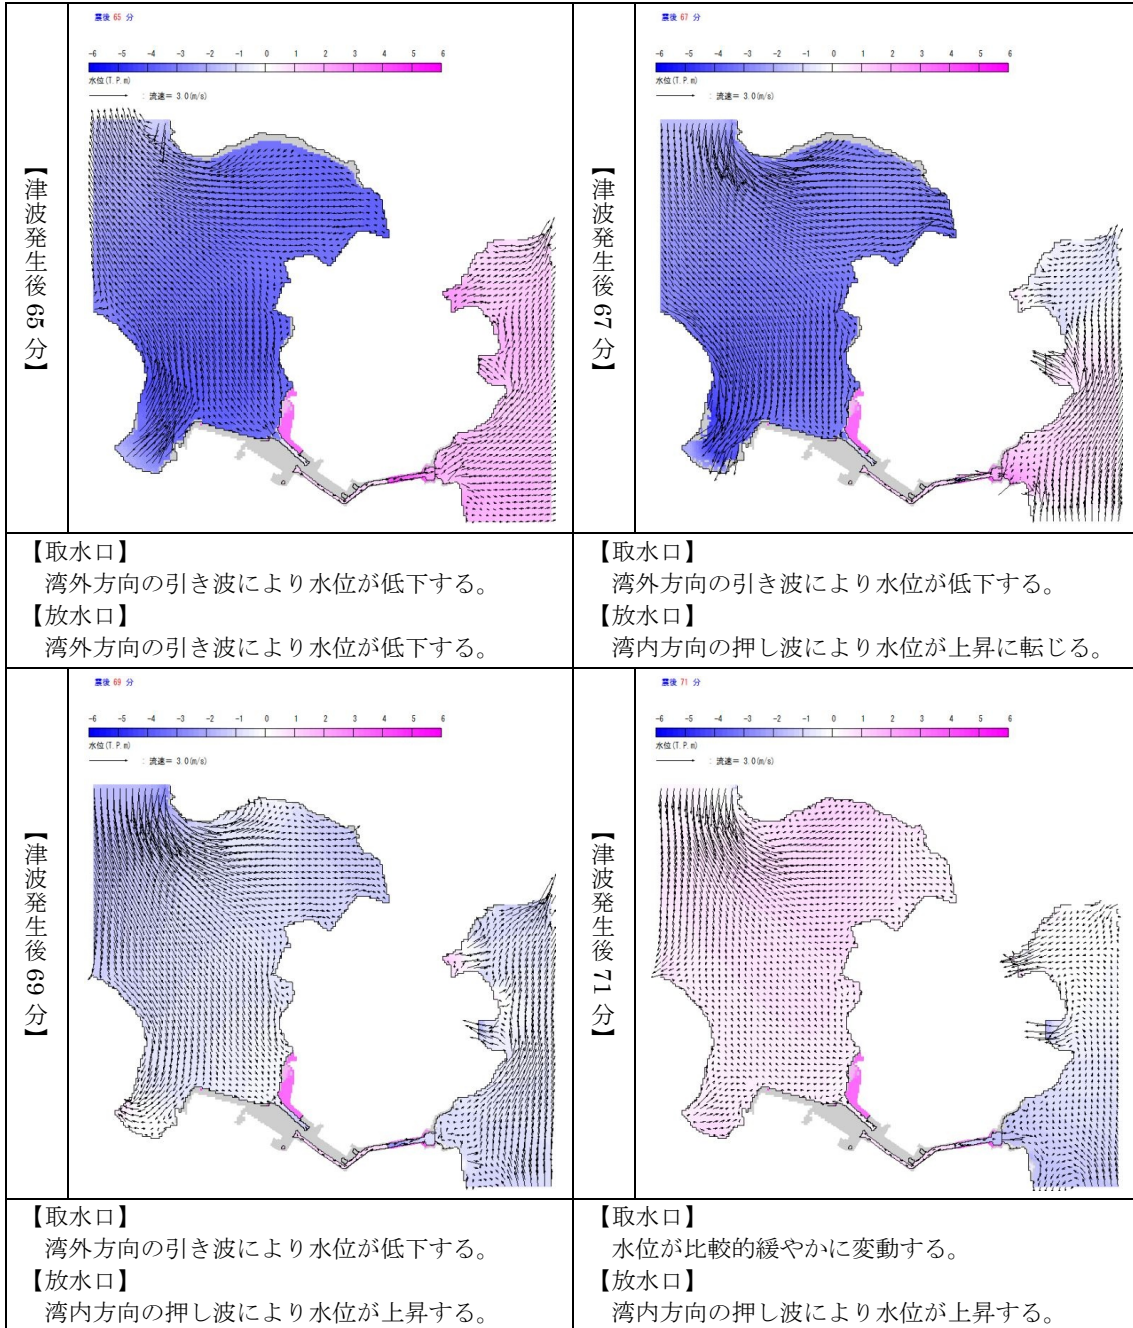 震後 65 分
-6 -5 -4 -3 -2 -1 0 1 2 3 4 5 6
水位(T.P.m)
: 流速= 3.0(m/s)
【津波発生後 65 分】
【取水口】
湾外方向の引き波により水位が低下する。
【放水口】
湾外方向の引き波により水位が低下する。
震後 67 分
-6 -5 -4 -3 -2 -1 0 1 2 3 4 5 6
水位(T.P.m)
: 流速= 3.0(m/s)
【津波発生後 67 分】
【取水口】
湾外方向の引き波により水位が低下する。
【放水口】
湾内方向の押し波により水位が上昇に転じる。
震後 69 分
-6 -5 -4 -3 -2 -1 0 1 2 3 4 5 6
水位(T.P.m)
: 流速= 3.0(m/s)
【津波発生後 69 分】
【取水口】
湾外方向の引き波により水位が低下する。
【放水口】
湾内方向の押し波により水位が上昇する。
震後 71 分
-6 -5 -4 -3 -2 -1 0 1 2 3 4 5 6
水位(T.P.m)
: 流速= 3.0(m/s)
【津波発生後 71 分】
【取水口】
水位が比較的緩やかに変動する。
【放水口】
湾内方向の押し波により水位が上昇する。